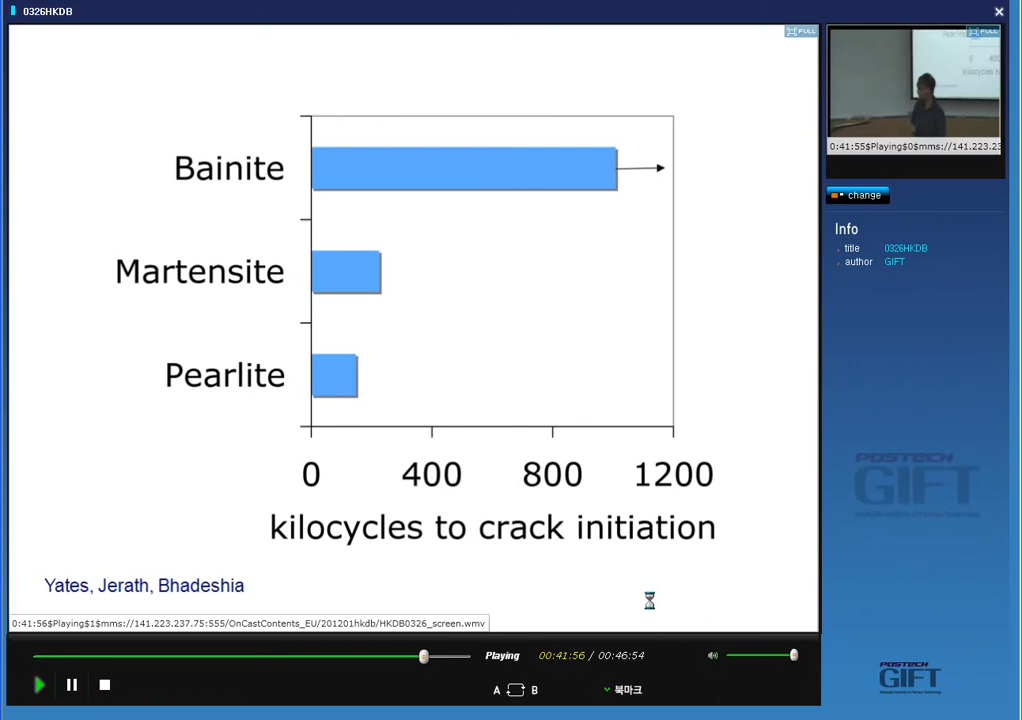 0326HKDB
FULL
FULL
Bainite
Martensite
Pearlite
0 400 800 1200
kilocycles to crack initiation
Yates, Jerath, Bhadeshia
0:41:56$Playing$1$mms://141.223.237.75:555/OnCastContents_EU/201201hkdb/HKDB0326_screen.wmv
Playing 00:41:56 / 00:46:54
A B 북마크
400
0:41:55$Playing$0$mms://141.223.23
change
Info
title 0326HKDB
author GIFT
POSTECH
GIFT
POSTECH
GIFT